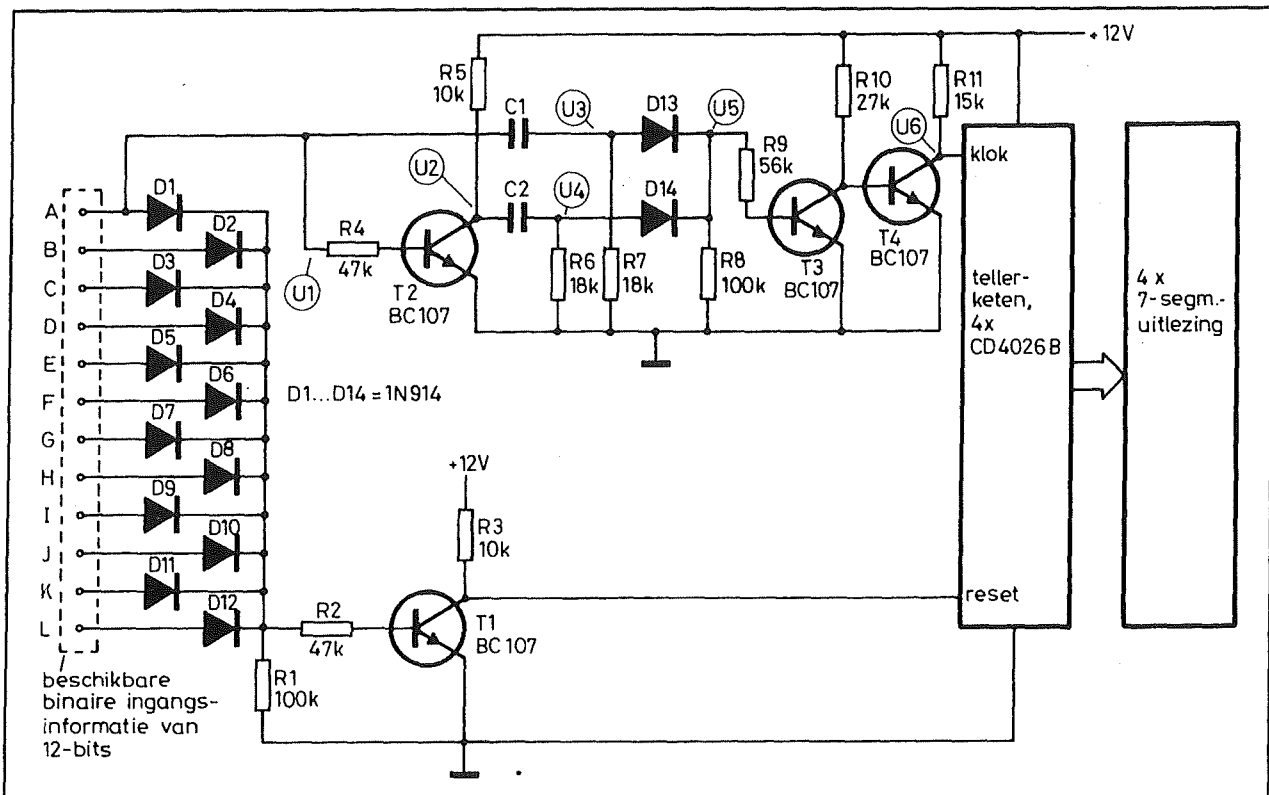 +12V
R5
10k
R10
27k
R11
15k
C1
U3
D13
U5
U6
R9
56k
klok
U2
C2
U4
D14
A
D1
B
D2
C
D3
D
D4
E
D5
F
D6
G
D7
H
D8
I
D9
J
D10
K
D11
L
D12
R4
47k
U1
T2
BC107
R6
18k
R7
18k
R8
100k
T3
BC107
T4
BC107
teller-
keten,
4x
CD4026B
4 x
7-segm.-
uitlezing
D1...D14 = 1N914
+12V
R3
10k
reset
R2
47k
T1
BC107
R1
100k
beschikbare
binaire ingangs-
informatie van
12-bits